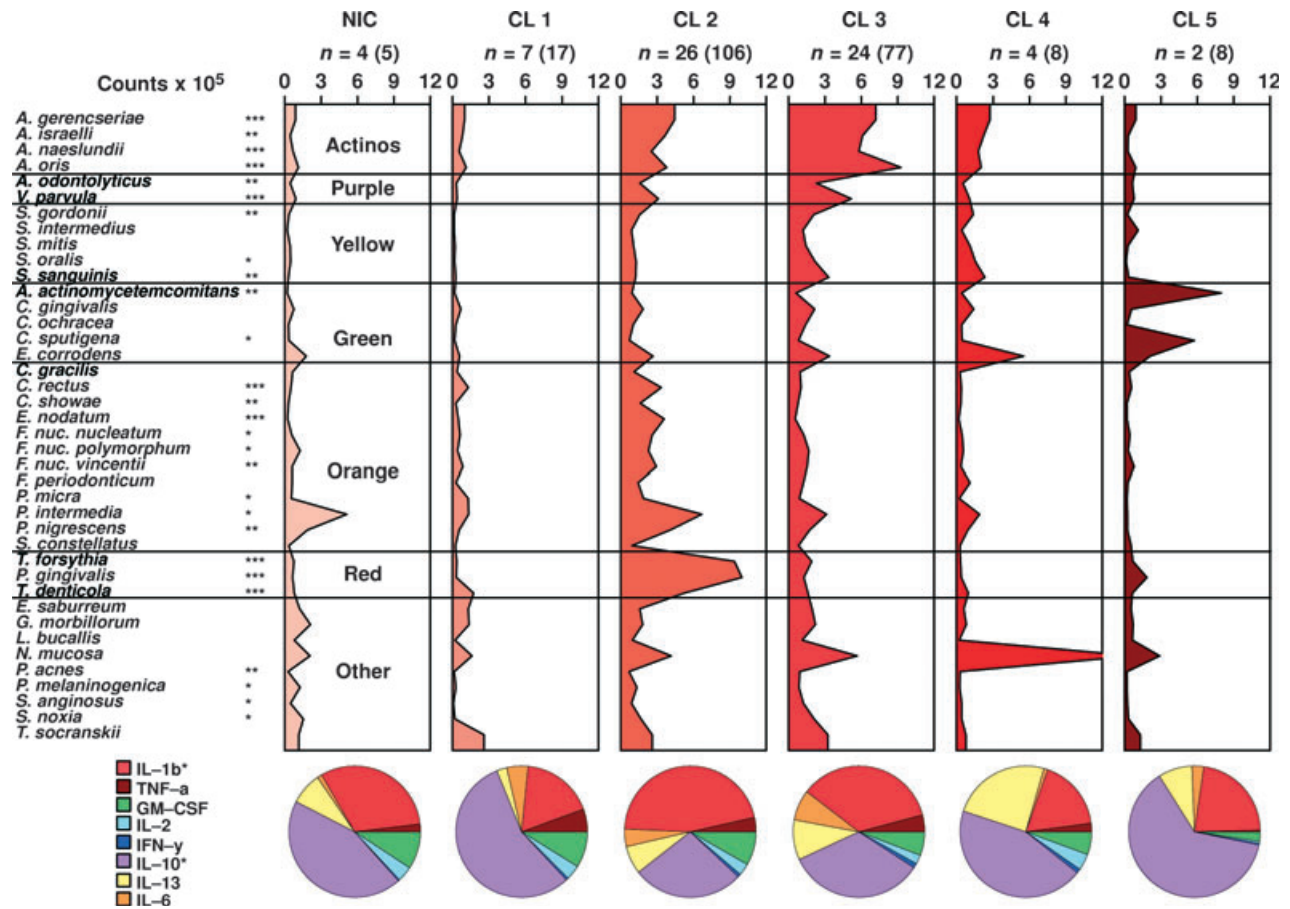 NIC CL 1 CL 2 CL 3 CL 4 CL 5
n = 4 (5) n = 7 (17) n = 26 (106) n = 24 (77) n = 4 (8) n = 2 (8)
Counts x 10⁵ 0 3 6 9 12 0 3 6 9 12 0 3 6 9 12 0 3 6 9 12 0 3 6 9 12 0 3 6 9 12
A. gerencseriae ***
A. israelli **
A. naeslundii ***
Actinos
A. oris ***
A. odontolyticus **
Purple
V. parvula ***
S. gordonii **
S. intermedius
S. mitis
Yellow
S. oralis *
S. sanguinis **
A. actinomycetemcomitans **
C. gingivalis
C. ochracea
C. sputigena *
Green
E. corrodens
C. gracilis
C. rectus ***
C. showae **
E. nodatum ***
F. nuc. nucleatum *
F. nuc. polymorphum *
F. nuc. vincentii **
Orange
F. periodonticum
P. micra *
P. intermedia *
P. nigrescens **
S. constellatus
T. forsythia ***
P. gingivalis ***
Red
T. denticola ***
E. saburreum
G. morbillorum
L. bucallis
N. mucosa
P. acnes **
Other
P. melaninogenica *
S. anginosus *
S. noxia *
T. socranskii
IL–1b*
TNF–a
GM–CSF
IL–2
IFN–y
IL–10*
IL–13
IL–6